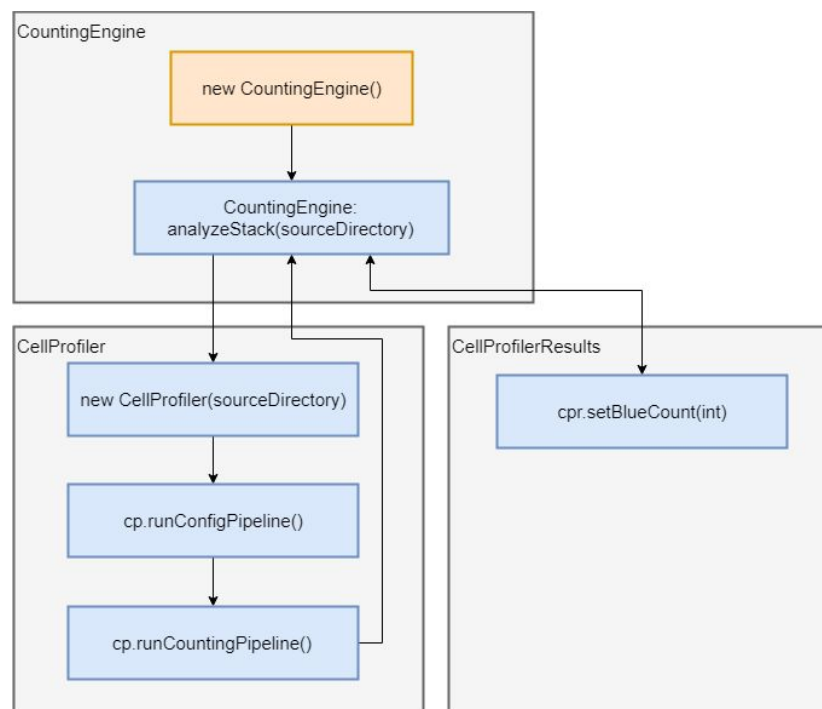 CountingEngine
new CountingEngine()
CountingEngine:
analyzeStack(sourceDirectory)
CellProfiler
new CellProfiler(sourceDirectory)
cp.runConfigPipeline()
cp.runCountingPipeline()
CellProfilerResults
cpr.setBlueCount(int)